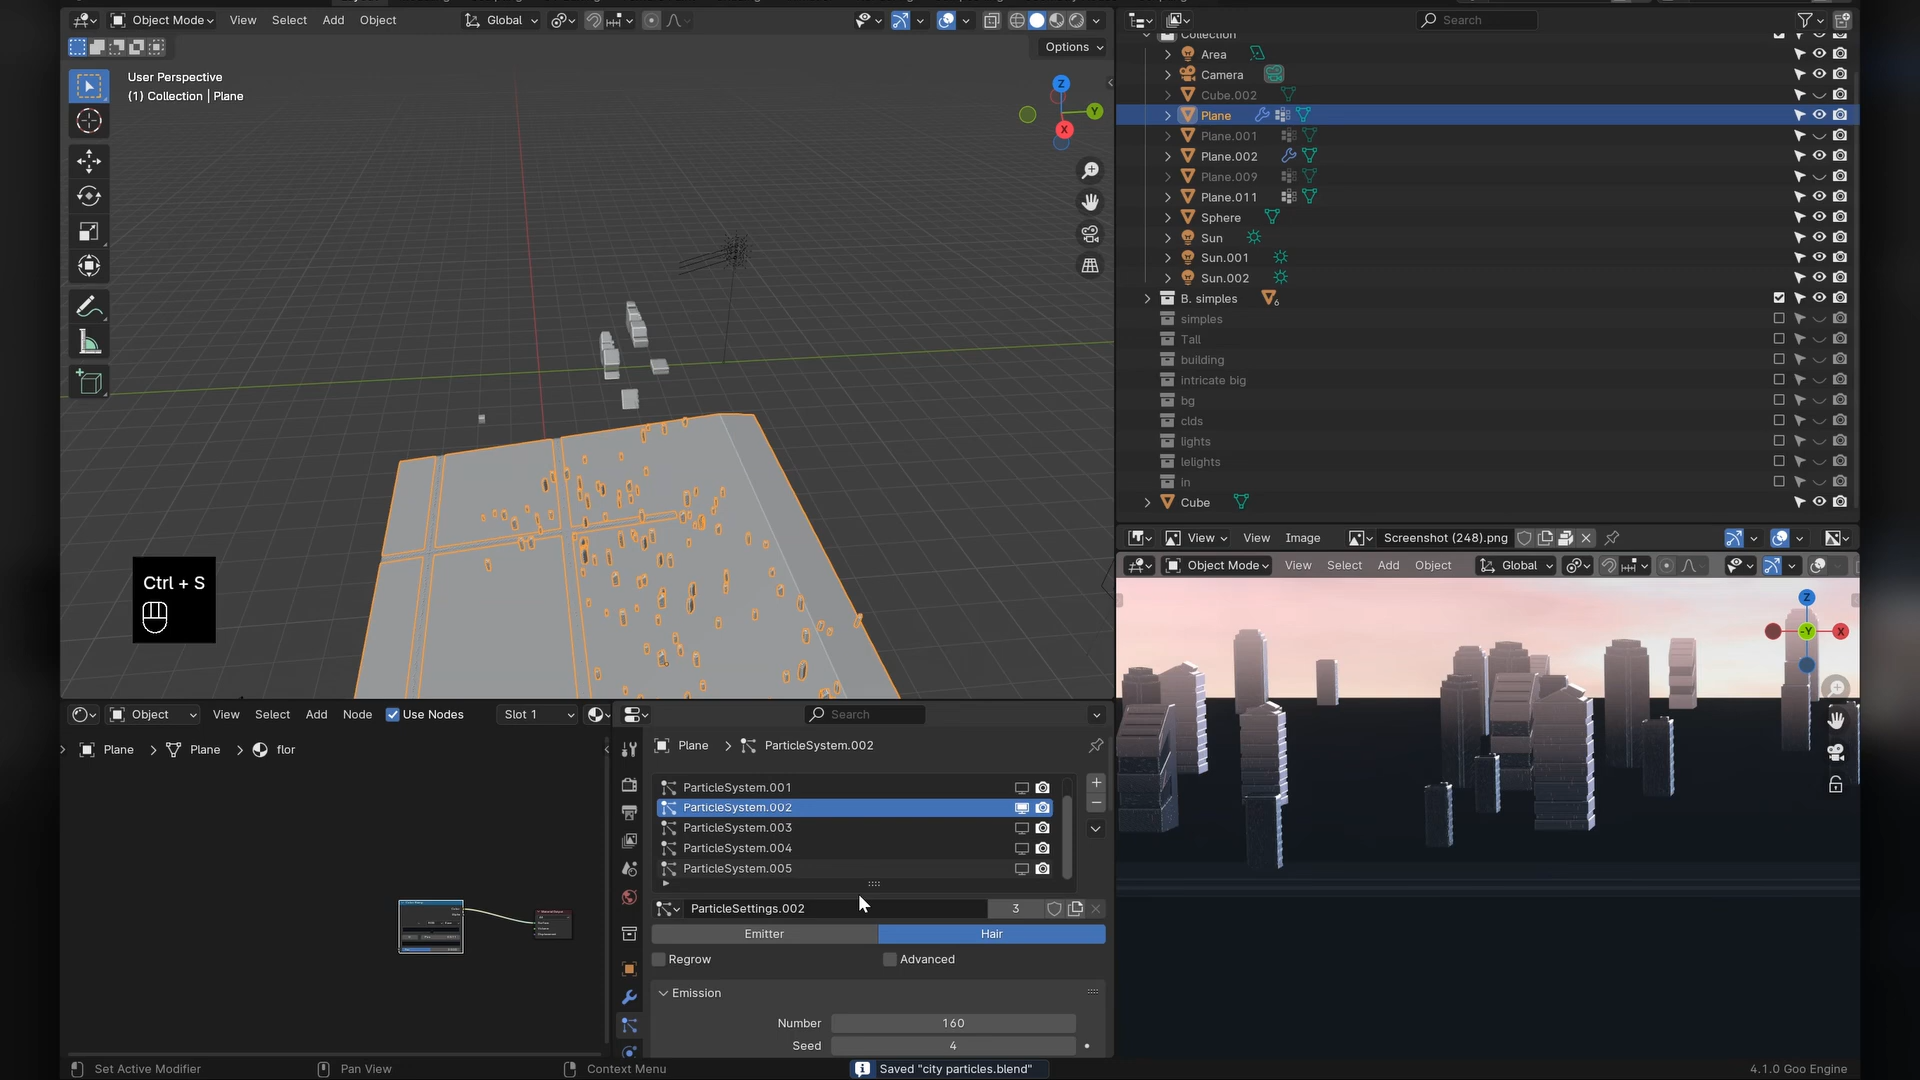 Object Mode View Select Add Object Global
Options
User Perspective
(1) Collection | Plane
Z
Y
X
Ctrl + S
Search
Collection
Area
Camera
Cube.002
Plane
Plane.001
Plane.002
Plane.009
Plane.011
Sphere
Sun
Sun.001
Sun.002
B. simples 6
simples
Tall
building
intricate big
bg
clds
lights
lelights
in
Cube
View View Image Screenshot (248).png
Object Mode View Select Add Object Global
Z
-Y X
Object View Select Add Node Use Nodes Slot 1
Plane Plane flor
Search
Plane ParticleSystem.002
ParticleSystem.001
ParticleSystem.002
ParticleSystem.003
ParticleSystem.004
ParticleSystem.005
ParticleSettings.002 3
Emitter Hair
Regrow Advanced
Emission
Number 160
Seed 4
Set Active Modifier Pan View Context Menu Saved "city particles.blend" 4.1.0 Goo Engine